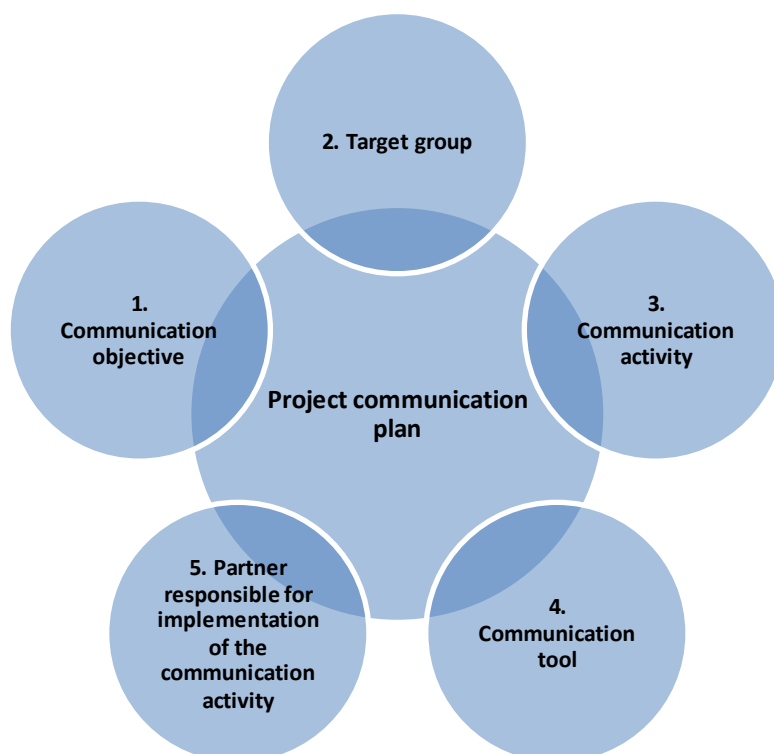 2. Target group
1.
Communication
objective
3.
Communication
activity
Project communication
plan
5. Partner
responsible for
implementation
of the
communication
activity
4.
Communication
tool